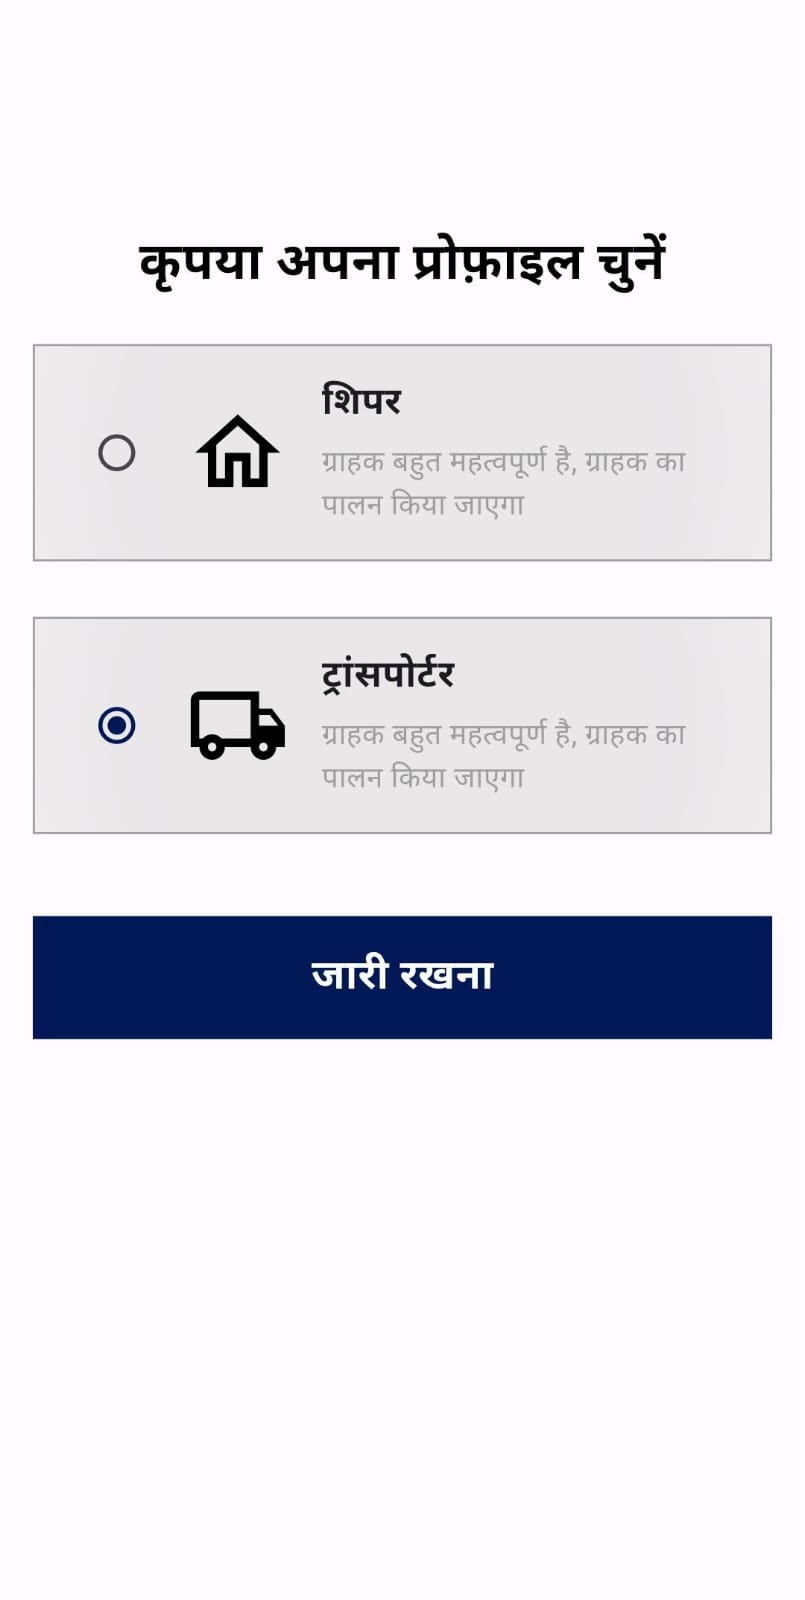 कृपया अपना प्रोफ़ाइल चुनें
शिपर
ग्राहक बहुत महत्वपूर्ण है, ग्राहक का
पालन किया जाएगा
ट्रांसपोर्टर
ग्राहक बहुत महत्वपूर्ण है, ग्राहक का
पालन किया जाएगा
जारी रखना